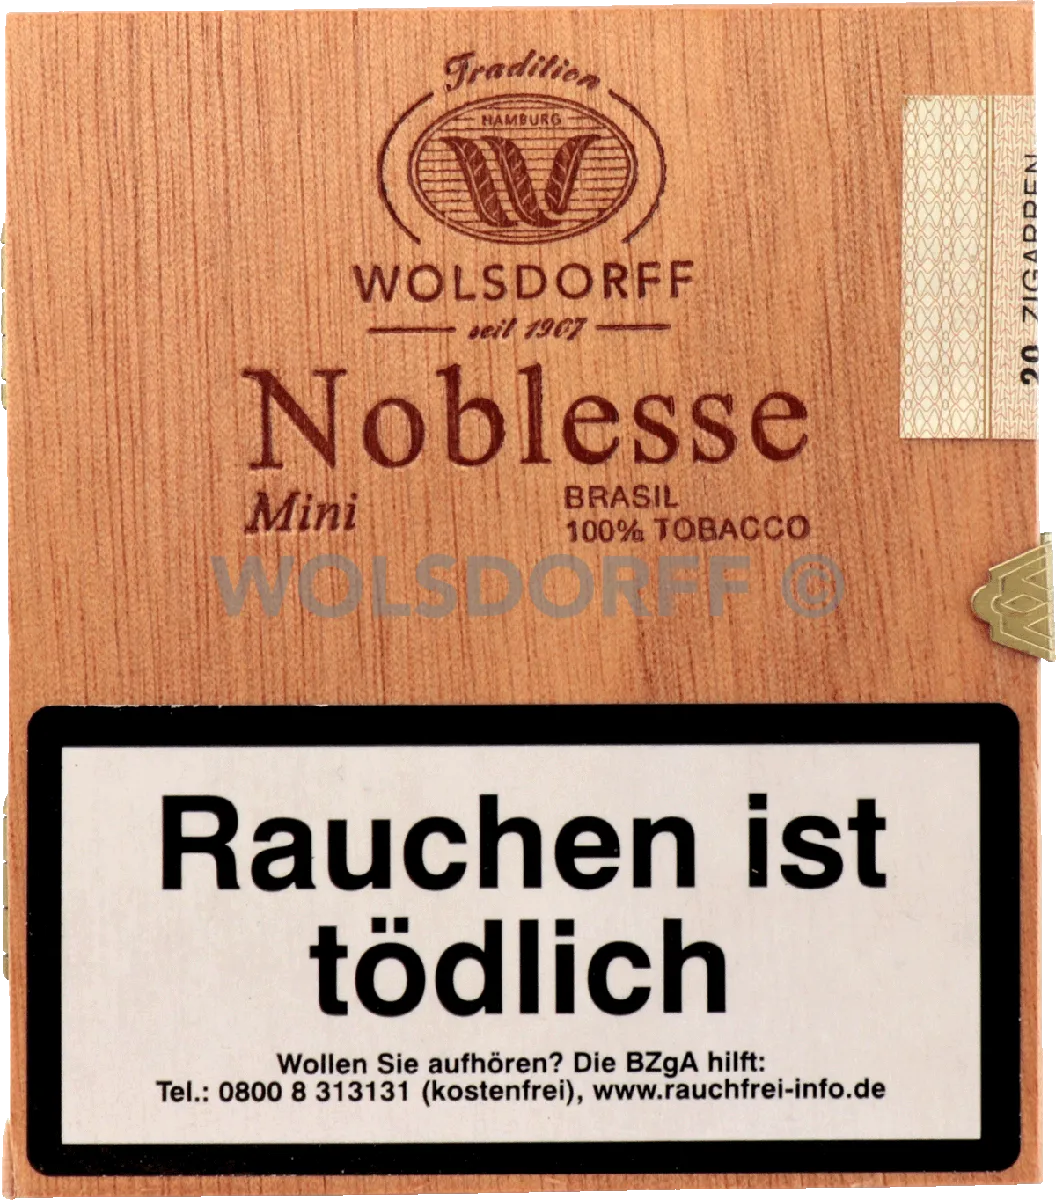 Tradition
HAMBURG
WOLSDORFF
seit 1907
Noblesse
Mini
BRASIL
100% TOBACCO
WOLSDORFF ©
20 ZIGARREN
Rauchen ist
tödlich
Wollen Sie aufhören? Die BZgA hilft:
Tel.: 0800 8 313131 (kostenfrei), www.rauchfrei-info.de